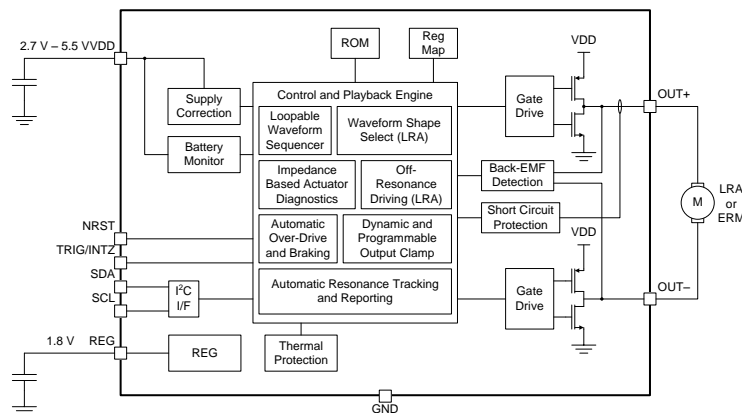 2.7 V – 5.5 V
VDD
Supply
Correction
Battery
Monitor
NRST
TRIG/INTZ
SDA
SCL
I²C
I/F
1.8 V
REG
REG
ROM
Reg
Map
Control and Playback Engine
Loopable
Waveform
Sequencer
Waveform Shape
Select (LRA)
Impedance
Based Actuator
Diagnostics
Off-
Resonance
Driving (LRA)
Automatic
Over-Drive
and Braking
Dynamic and
Programmable
Output Clamp
Automatic Resonance Tracking
and Reporting
Thermal
Protection
GND
Gate
Drive
VDD
Back-EMF
Detection
Short Circuit
Protection
VDD
Gate
Drive
OUT+
M
LRA
or
ERM
OUT–